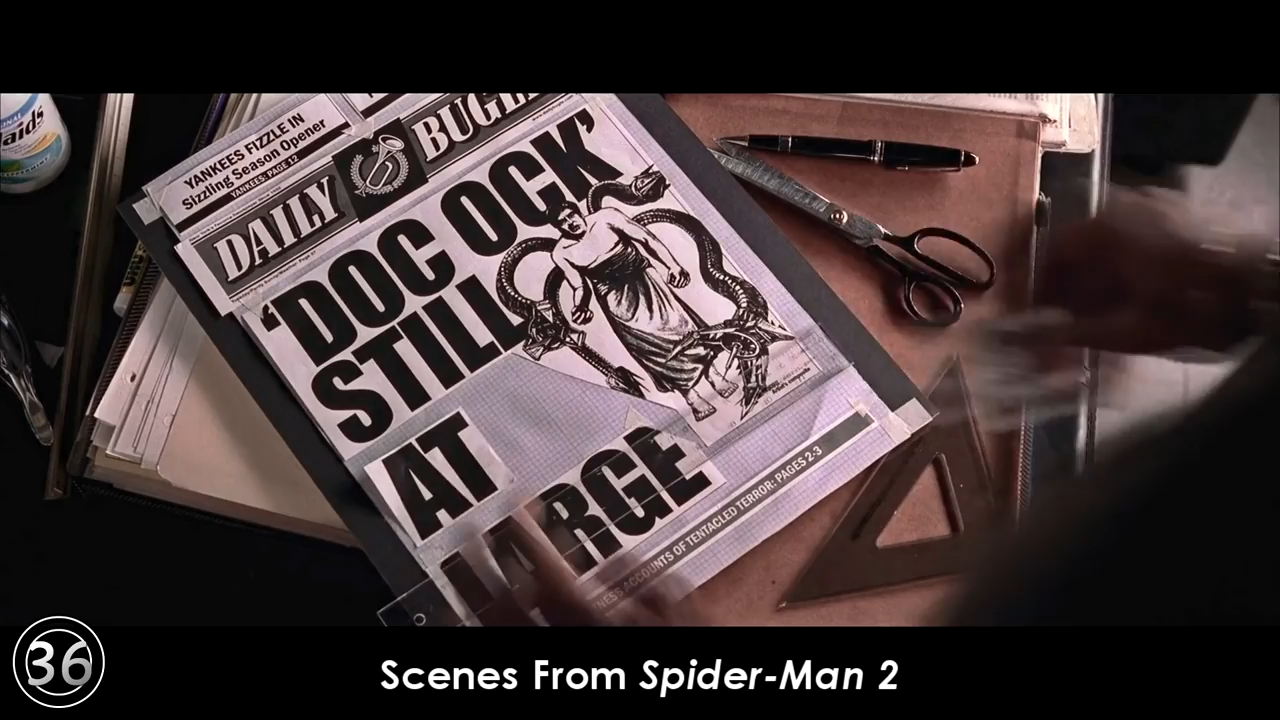 YANKEES FIZZLE IN
Sizzling Season Opener
YANKEES: PAGE 12
DAILY BUGL
'DOC OCK'
STILL
AT
LARGE
ACCOUNTS OF TENTACLED TERROR: PAGES 2-3
aids
36
Scenes From Spider-Man 2